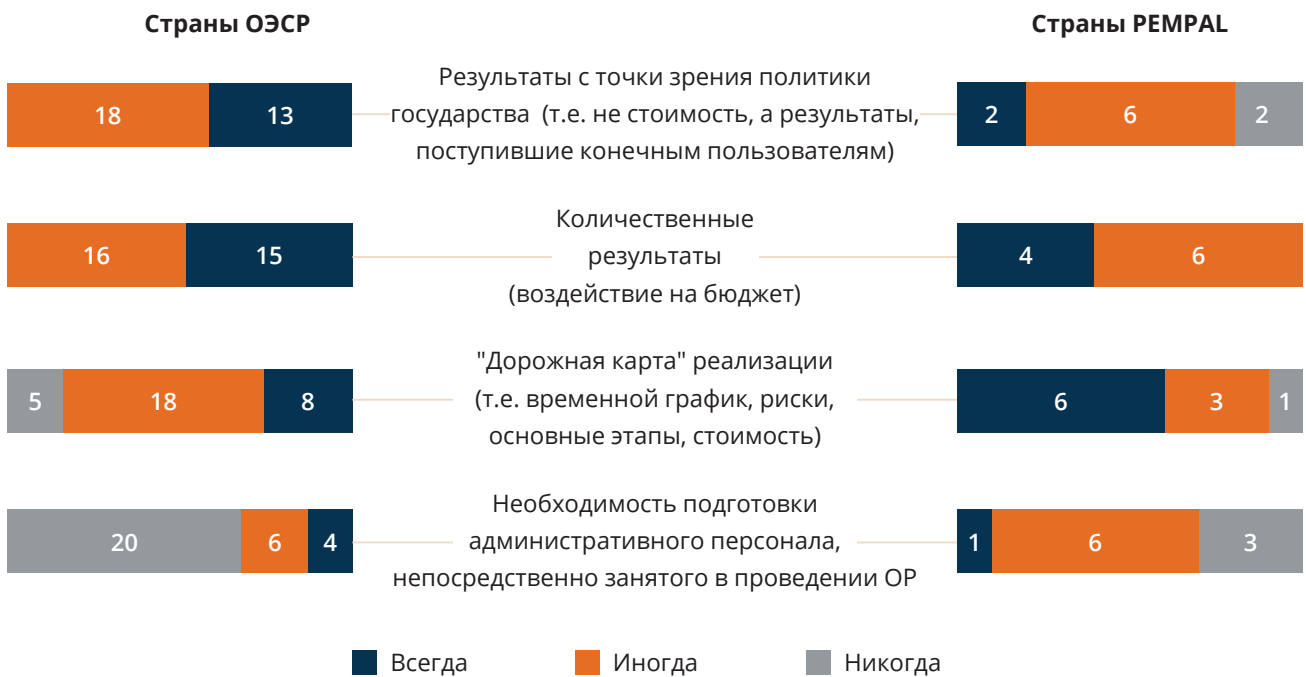 Страны ОЭСР
Страны PEMPAL
Результаты с точки зрения политики
государства (т.е. не стоимость, а результаты,
поступившие конечным пользователям)
18 13
2 6 2
Количественные
результаты
(воздействие на бюджет)
16 15
4 6
"Дорожная карта" реализации
(т.е. временной график, риски,
основные этапы, стоимость)
5 18 8
6 3 1
Необходимость подготовки
административного персонала,
непосредственно занятого в проведении ОР
20 6 4
1 6 3
Всегда
Иногда
Никогда